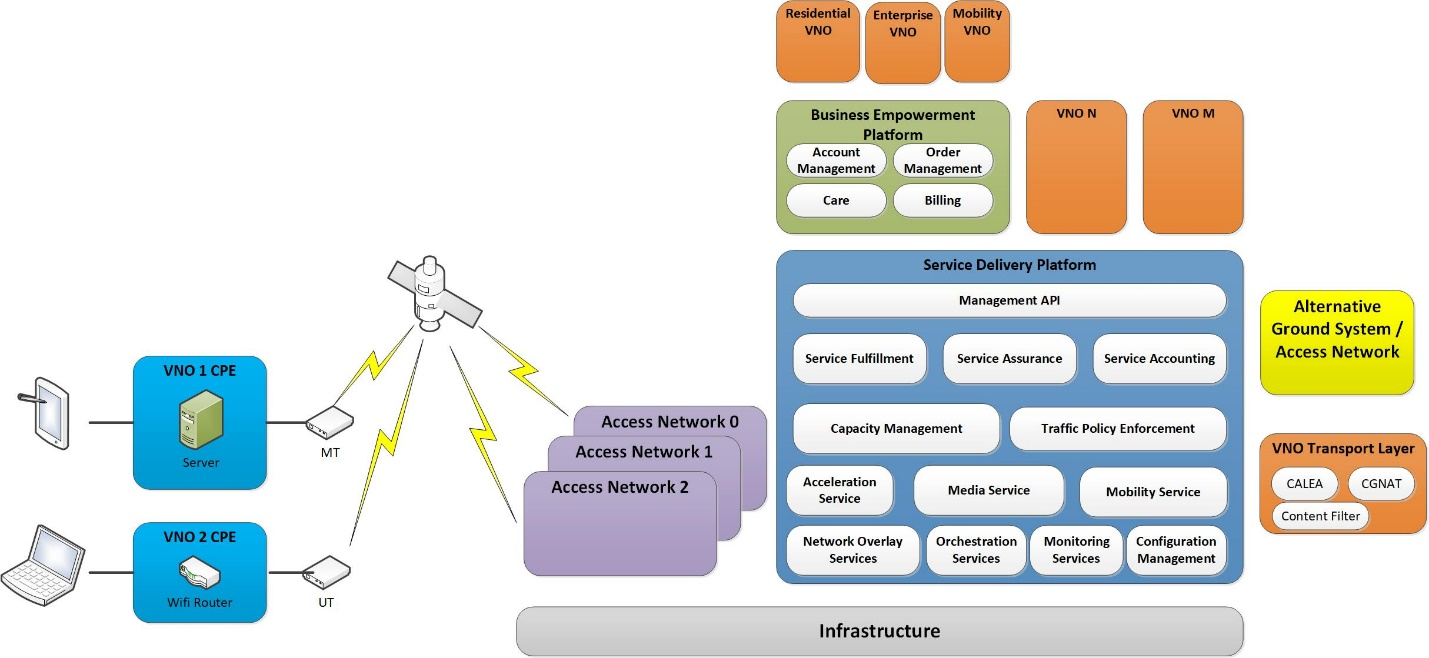 Residential
VNO
Enterprise
VNO
Mobility
VNO
Business Empowerment
Platform
Account
Management
Order
Management
Care
Billing
VNO N
VNO M
Service Delivery Platform
Management API
Service Fulfillment
Service Assurance
Service Accounting
Capacity Management
Traffic Policy Enforcement
Acceleration
Service
Media Service
Mobility Service
Network Overlay
Services
Orchestration
Services
Monitoring
Services
Configuration
Management
Alternative
Ground System /
Access Network
VNO Transport Layer
CALEA
CGNAT
Content Filter
VNO 1 CPE
Server
MT
VNO 2 CPE
Wifi Router
UT
Access Network 0
Access Network 1
Access Network 2
Infrastructure